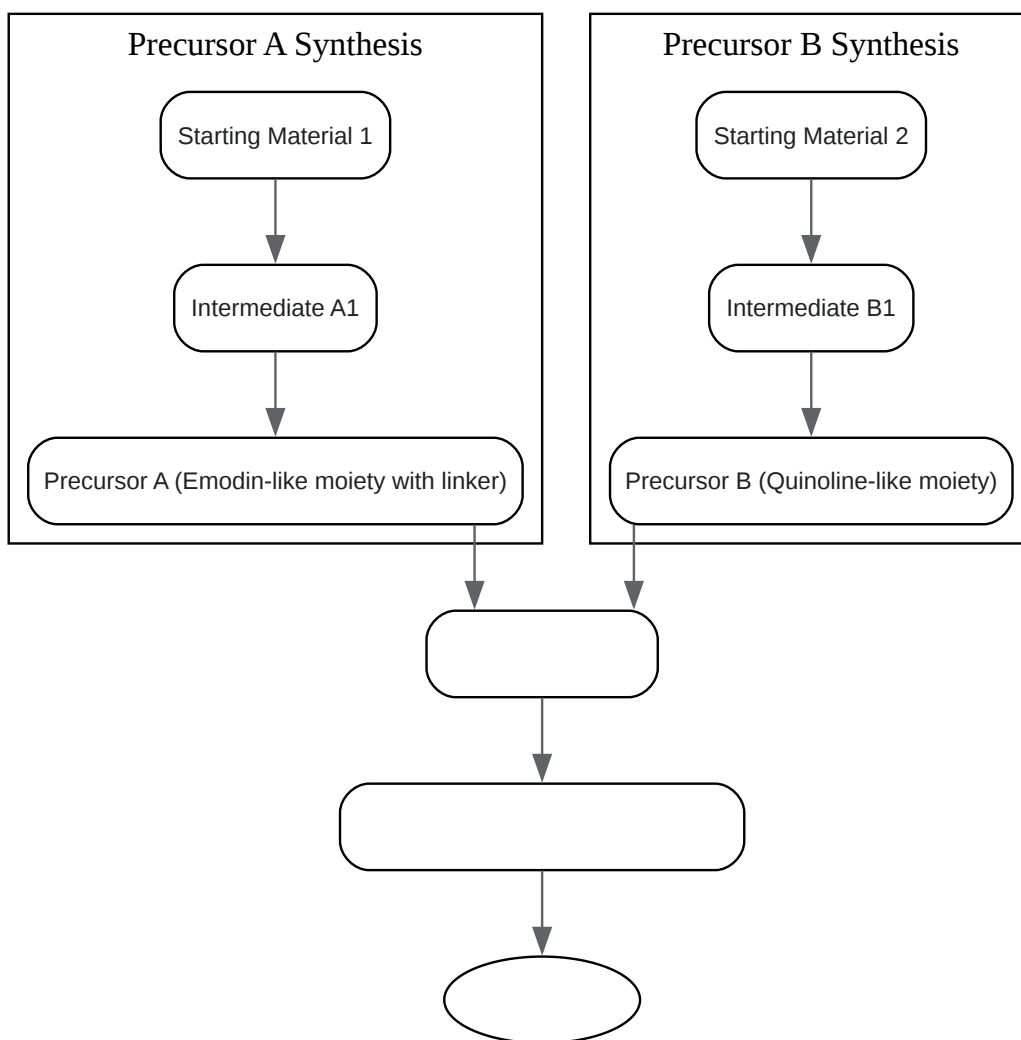 Precursor A Synthesis
Starting Material 1
Intermediate A1
Precursor A (Emodin-like moiety with linker)
Precursor B Synthesis
Starting Material 2
Intermediate B1
Precursor B (Quinoline-like moiety)